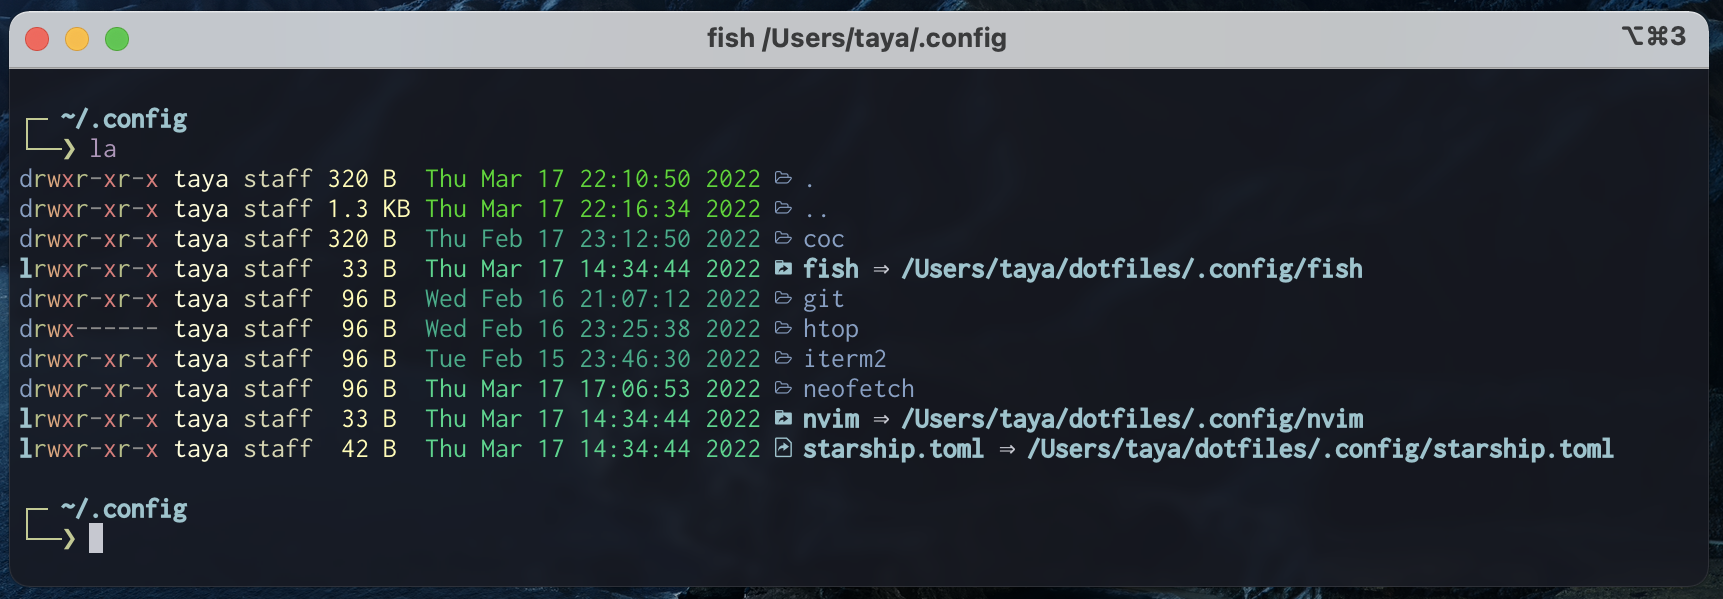 fish /Users/taya/.config ⌥⌘3
~/.config
❯ la
drwxr-xr-x taya staff 320 B Thu Mar 17 22:10:50 2022 .
drwxr-xr-x taya staff 1.3 KB Thu Mar 17 22:16:34 2022 ..
drwxr-xr-x taya staff 320 B Thu Feb 17 23:12:50 2022 coc
lrwxr-xr-x taya staff 33 B Thu Mar 17 14:34:44 2022 fish ⇒ /Users/taya/dotfiles/.config/fish
drwxr-xr-x taya staff 96 B Wed Feb 16 21:07:12 2022 git
drwx------ taya staff 96 B Wed Feb 16 23:25:38 2022 htop
drwxr-xr-x taya staff 96 B Tue Feb 15 23:46:30 2022 iterm2
drwxr-xr-x taya staff 96 B Thu Mar 17 17:06:53 2022 neofetch
lrwxr-xr-x taya staff 33 B Thu Mar 17 14:34:44 2022 nvim ⇒ /Users/taya/dotfiles/.config/nvim
lrwxr-xr-x taya staff 42 B Thu Mar 17 14:34:44 2022 starship.toml ⇒ /Users/taya/dotfiles/.config/starship.toml
~/.config
❯